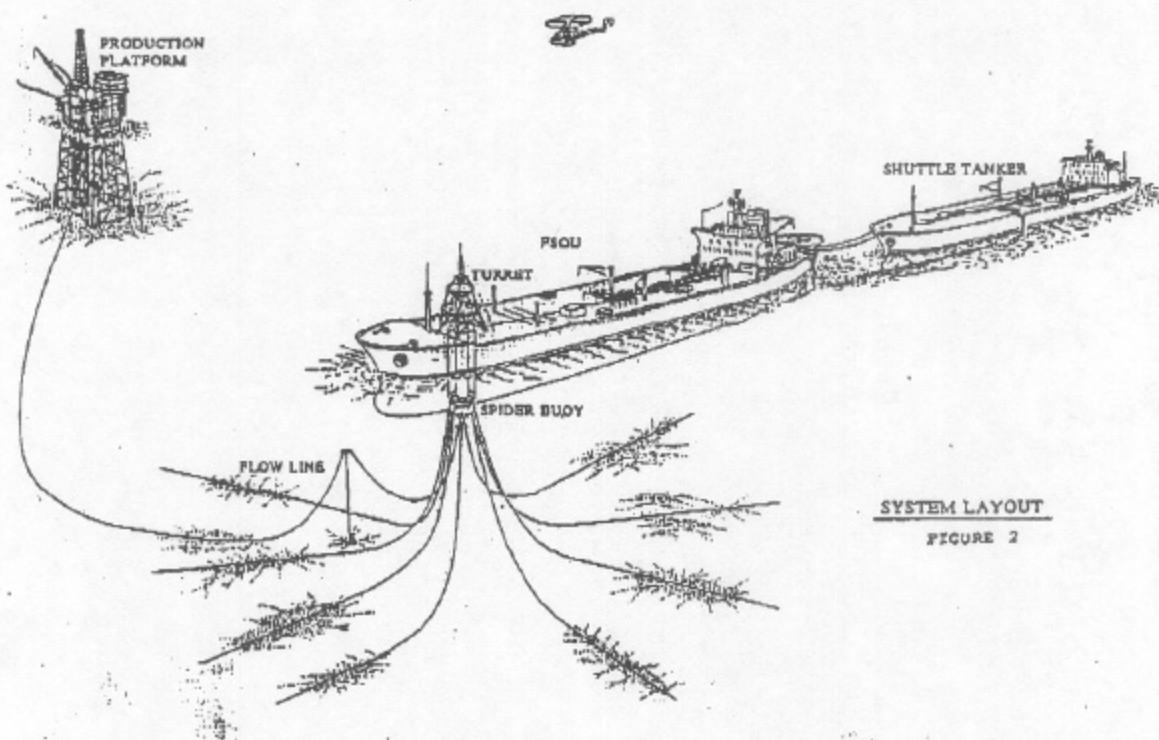 PRODUCTION
PLATFORM
SHUTTLE TANKER
FSOU
TURRET
SPIDER BUOY
FLOW LINE
SYSTEM LAYOUT
FIGURE 2